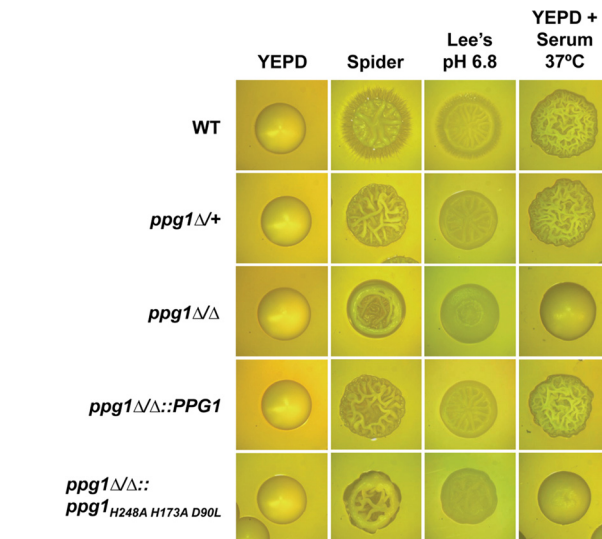 YEPD
Spider
Lee's
pH 6.8
YEPD +
Serum
37ºC
WT
ppg1Δ/+
ppg1Δ/Δ
ppg1Δ/Δ::PPG1
ppg1Δ/Δ::
ppg1H248A H173A D90L